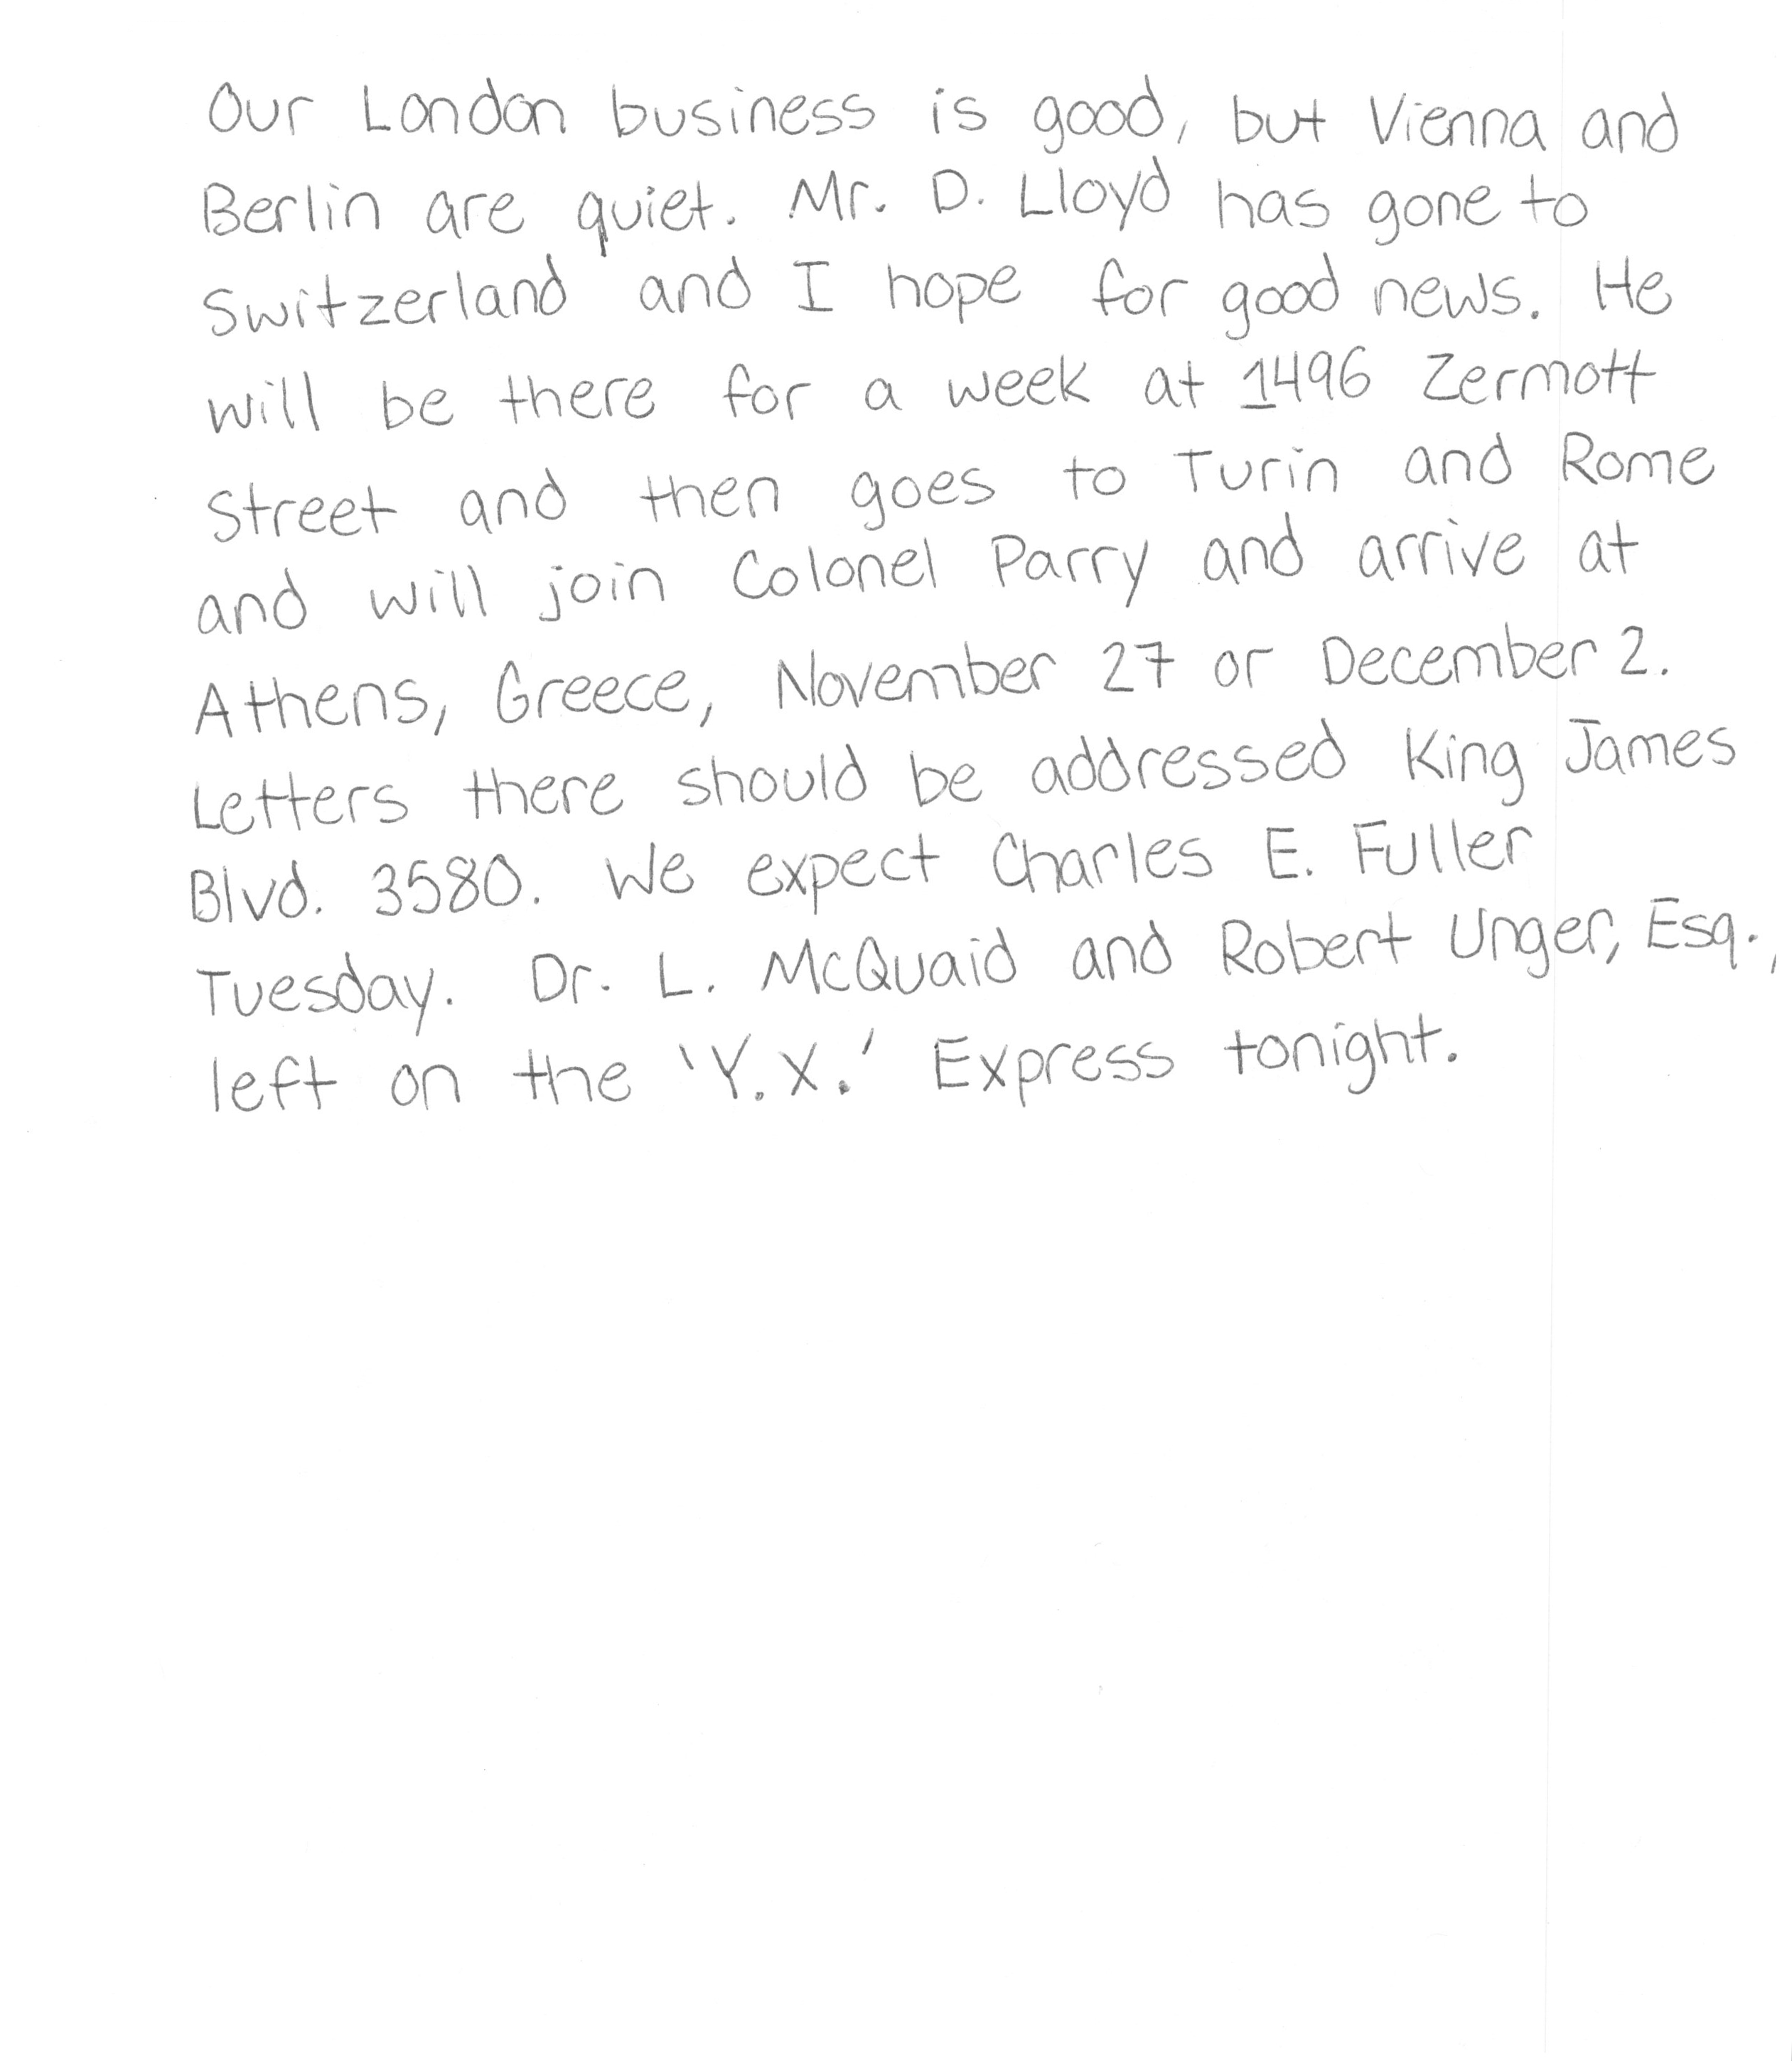 Our London business is good, but Vienna and
Berlin are quiet. Mr. D. Lloyd has gone to
Switzerland and I hope for good news. He
will be there for a week at 1496 Zermott
Street and then goes to Turin and Rome
and will join Colonel Parry and arrive at
Athens, Greece, November 27 or December 2.
Letters there should be addressed King James
Blvd. 3580. We expect Charles E. Fuller
Tuesday. Dr. L. McQuaid and Robert Unger, Esq.,
left on the 'Y.X.' Express tonight.